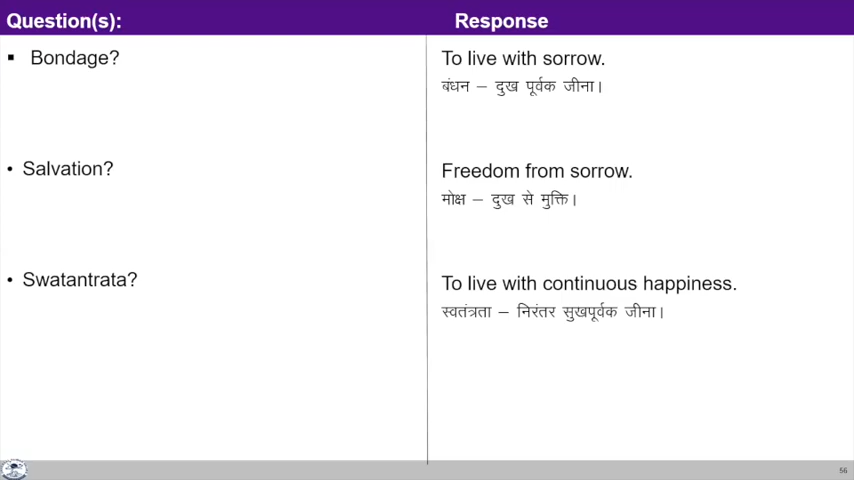 Question(s):
Response
▪ Bondage?
To live with sorrow.
बंधन – दुख पूर्वक जीना।
• Salvation?
Freedom from sorrow.
मोक्ष – दुख से मुक्ति।
• Swatantrata?
To live with continuous happiness.
स्वतंत्रता – निरंतर सुखपूर्वक जीना।
56